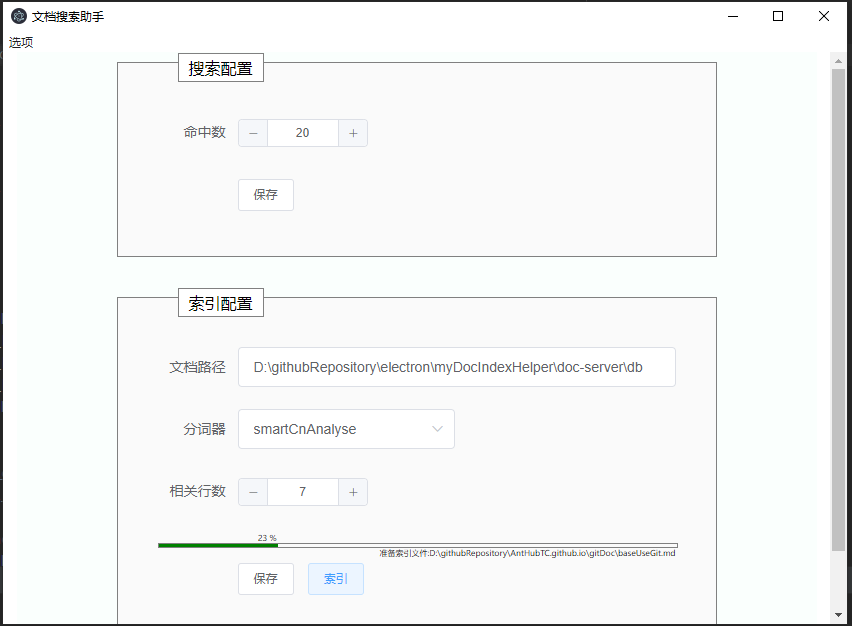 文档搜索助手
选项
搜索配置
命中数 − 20 +
保存
索引配置
文档路径 D:\githubRepository\electron\myDocIndexHelper\doc-server\db
分词器 smartCnAnalyse
相关行数 − 7 +
23 %
准备索引文件:D:\githubRepository\AntHubTC.github.io\gitDoc\baseUseGit.md
保存 索引